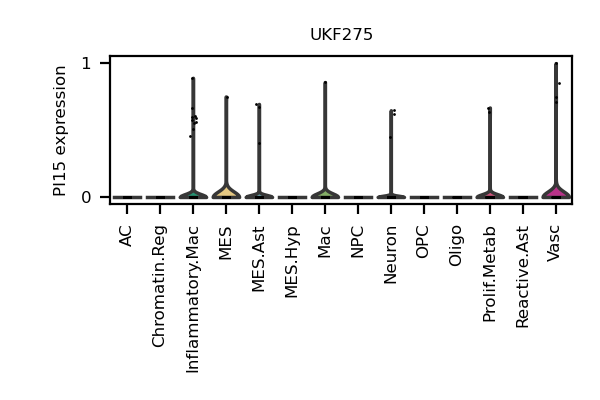 UKF275
PI15 expression
1
0
AC
Chromatin.Reg
Inflammatory.Mac
MES
MES.Ast
MES.Hyp
Mac
NPC
Neuron
OPC
Oligo
Prolif.Metab
Reactive.Ast
Vasc